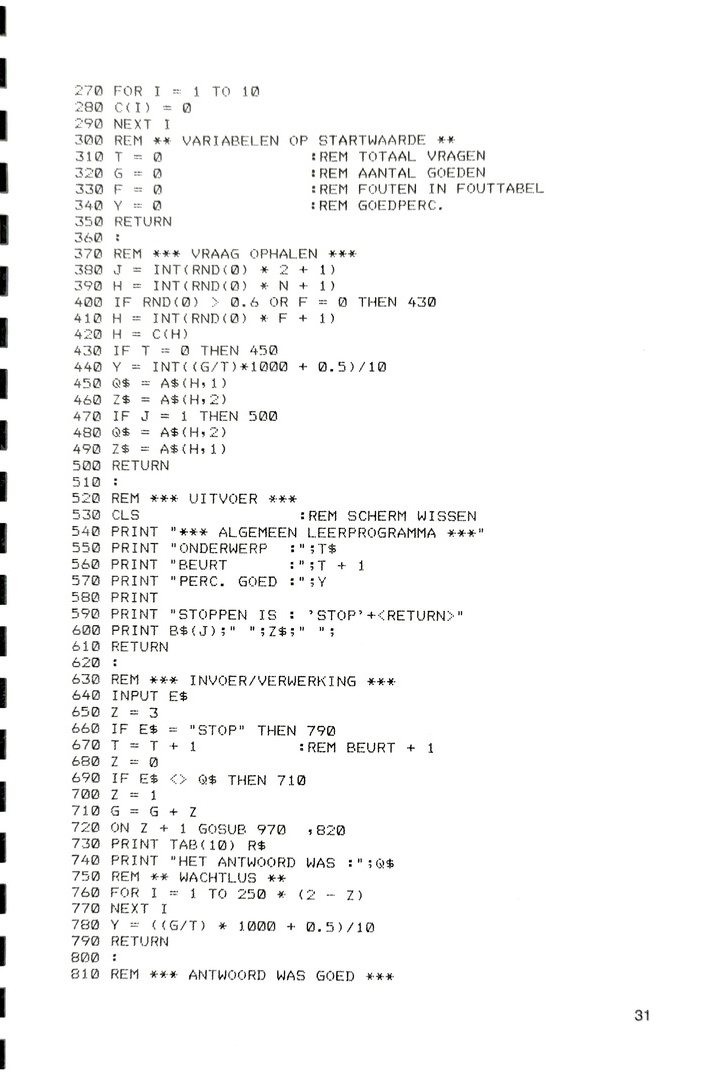 270 FOR I = 1 TO 10
280 C(I) = 0
290 NEXT I
300 REM ** VARIABELEN OP STARTWAARDE **
310 T = 0 :REM TOTAAL VRAGEN
320 G = 0 :REM AANTAL GOEDEN
330 F = 0 :REM FOUTEN IN FOUTTABEL
340 Y = 0 :REM GOEDPERC.
350 RETURN
360 :
370 REM *** VRAAG OPHALEN ***
380 J = INT(RND(0) * 2 + 1)
390 H = INT(RND(0) * N + 1)
400 IF RND(0) > 0.6 OR F = 0 THEN 430
410 H = INT(RND(0) * F + 1)
420 H = C(H)
430 IF T = 0 THEN 450
440 Y = INT((G/T)*1000 + 0.5)/10
450 Q$ = A$(H,1)
460 Z$ = A$(H,2)
470 IF J = 1 THEN 500
480 Q$ = A$(H,2)
490 Z$ = A$(H,1)
500 RETURN
510 :
520 REM *** UITVOER ***
530 CLS :REM SCHERM WISSEN
540 PRINT "*** ALGEMEEN LEERPROGRAMMA ***"
550 PRINT "ONDERWERP :";T$
560 PRINT "BEURT :";T + 1
570 PRINT "PERC. GOED :";Y
580 PRINT
590 PRINT "STOPPEN IS : 'STOP'+<RETURN>"
600 PRINT B$(J);" ";Z$;" ";
610 RETURN
620 :
630 REM *** INVOER/VERWERKING ***
640 INPUT E$
650 Z = 3
660 IF E$ = "STOP" THEN 790
670 T = T + 1 :REM BEURT + 1
680 Z = 0
690 IF E$ <> Q$ THEN 710
700 Z = 1
710 G = G + Z
720 ON Z + 1 GOSUB 970 ,820
730 PRINT TAB(10) R$
740 PRINT "HET ANTWOORD WAS :";Q$
750 REM ** WACHTLUS **
760 FOR I = 1 TO 250 * (2 - Z)
770 NEXT I
780 Y = ((G/T) * 1000 + 0.5)/10
790 RETURN
800 :
810 REM *** ANTWOORD WAS GOED ***
31